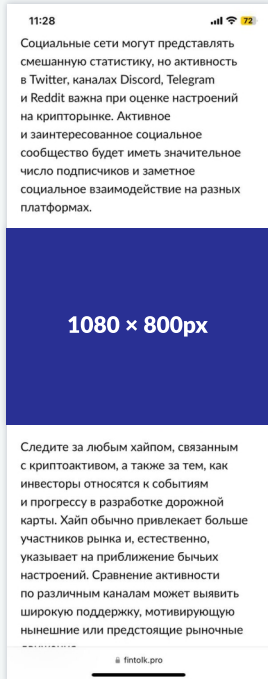 11:28
72
Социальные сети могут представлять
смешанную статистику, но активность
в Twitter, каналах Discord, Telegram
и Reddit важна при оценке настроений
на крипторынке. Активное
и заинтересованное социальное
сообщество будет иметь значительное
число подписчиков и заметное
социальное взаимодействие на разных
платформах.
1080 × 800px
Следите за любым хайпом, связанным
с криптоактивом, а также за тем, как
инвесторы относятся к событиям
и прогрессу в разработке дорожной
карты. Хайп обычно привлекает больше
участников рынка и, естественно,
указывает на приближение бычьих
настроений. Сравнение активности
по различным каналам может выявить
широкую поддержку, мотивирующую
нынешние или предстоящие рыночные
fintolk.pro